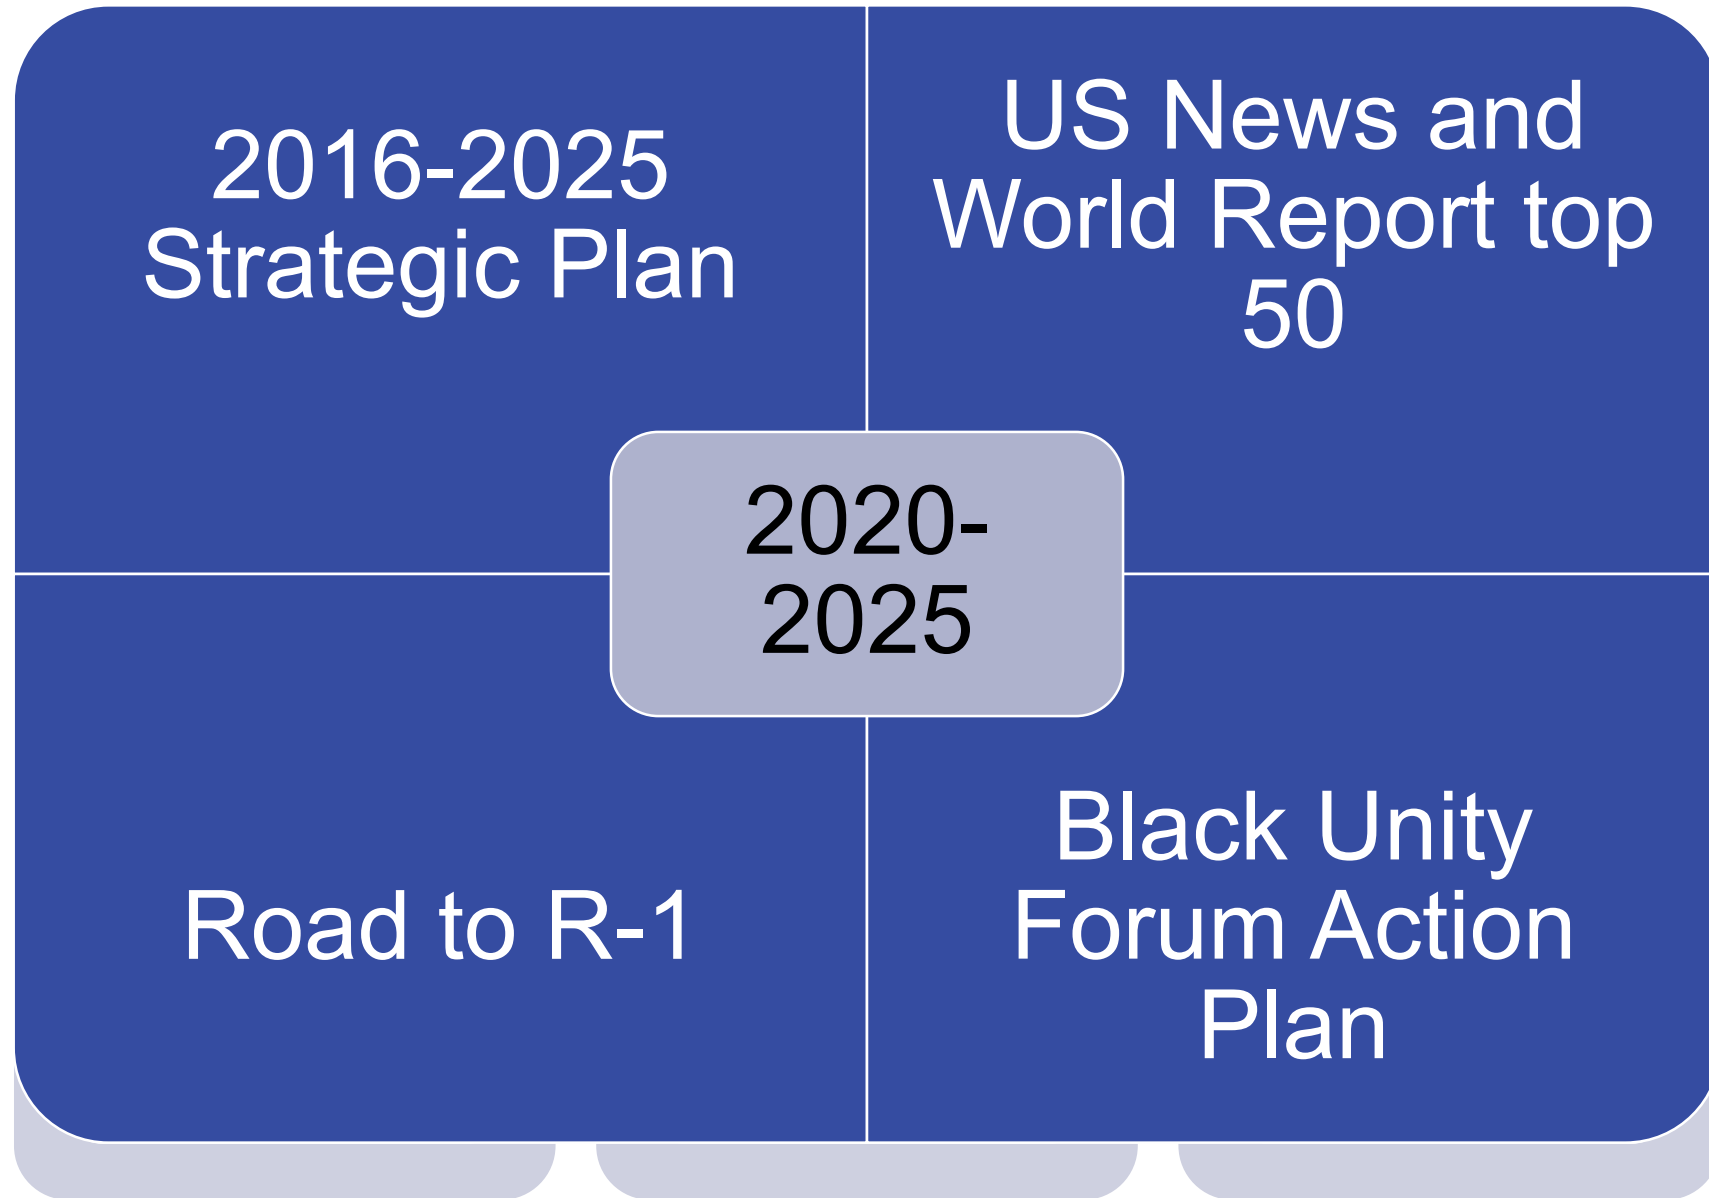 2016-2025
Strategic Plan
US News and
World Report top
50
2020-
2025
Road to R-1
Black Unity
Forum Action
Plan